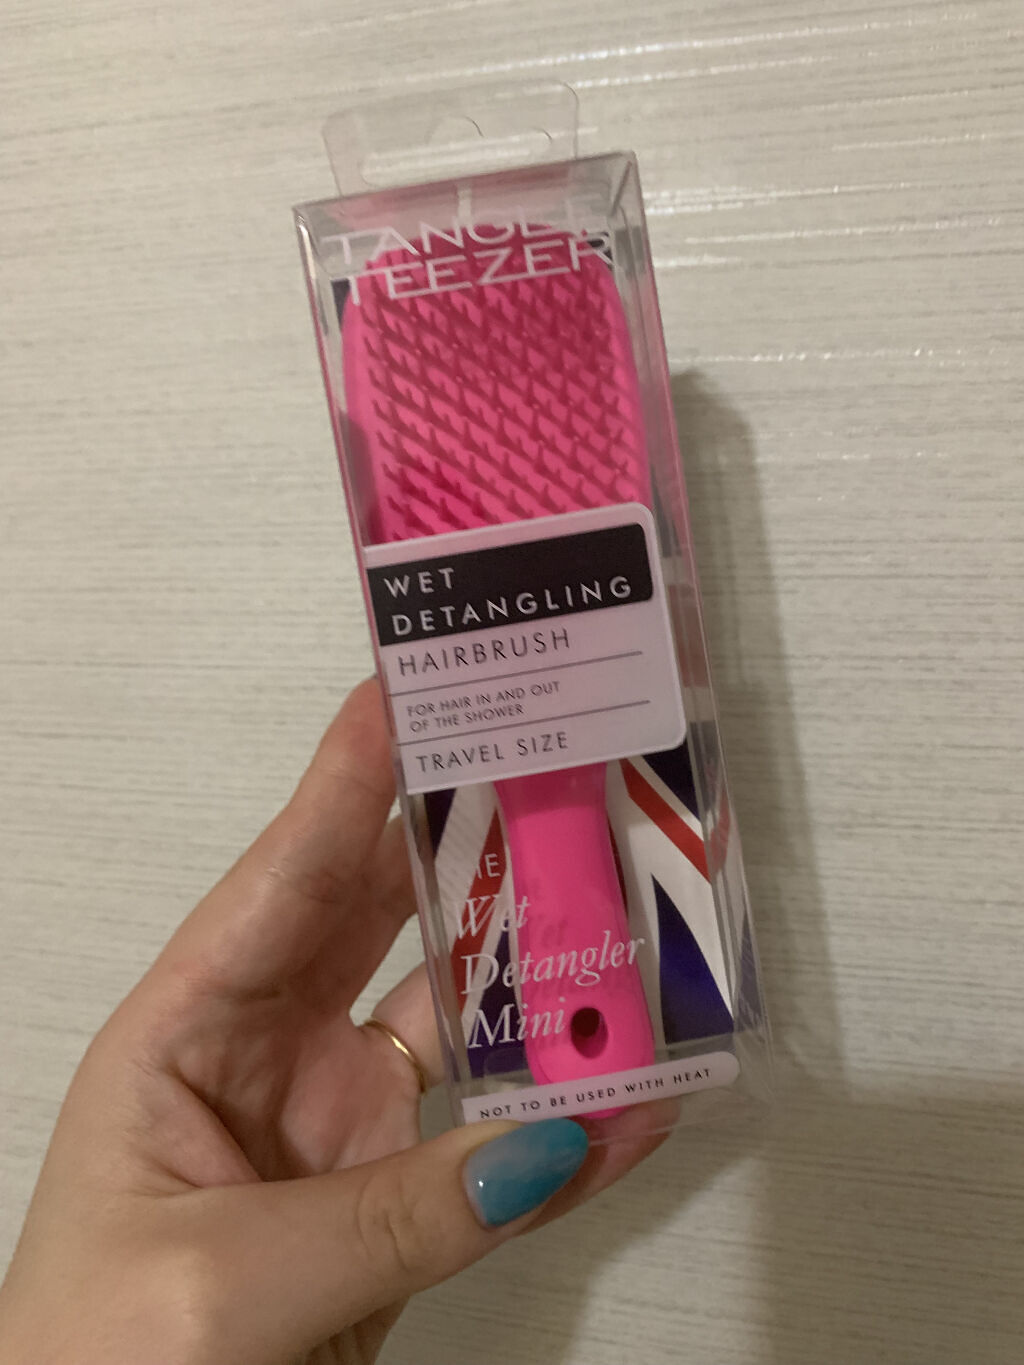 TANGLE
TEEZER
WET
DETANGLING
HAIRBRUSH
FOR HAIR IN AND OUT
OF THE SHOWER
TRAVEL SIZE
THE
Wet
Detangler
Mini
NOT TO BE USED WITH HEAT